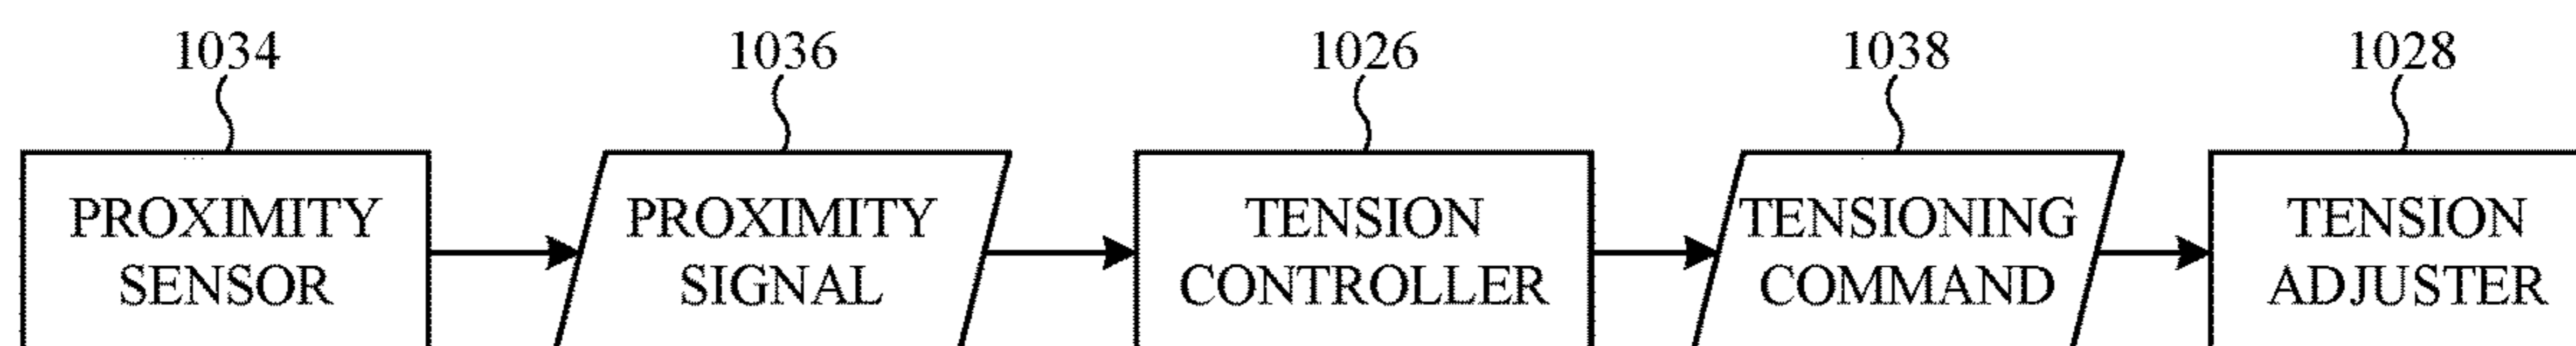 1034 1036 1026 1038 1028
PROXIMITY PROXIMITY TENSION TENSIONING TENSION
SENSOR SIGNAL CONTROLLER COMMAND ADJUSTER